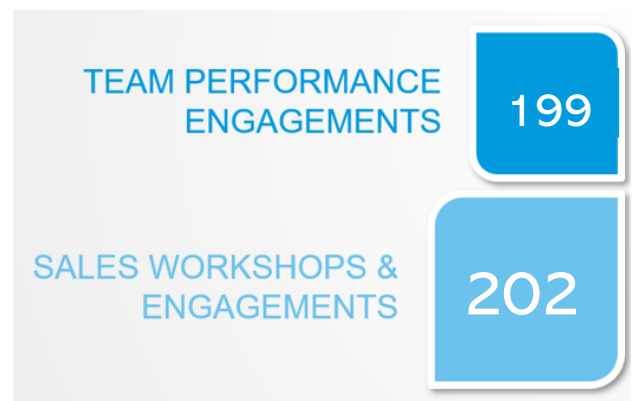 TEAM PERFORMANCE
ENGAGEMENTS
199
SALES WORKSHOPS &
ENGAGEMENTS
202